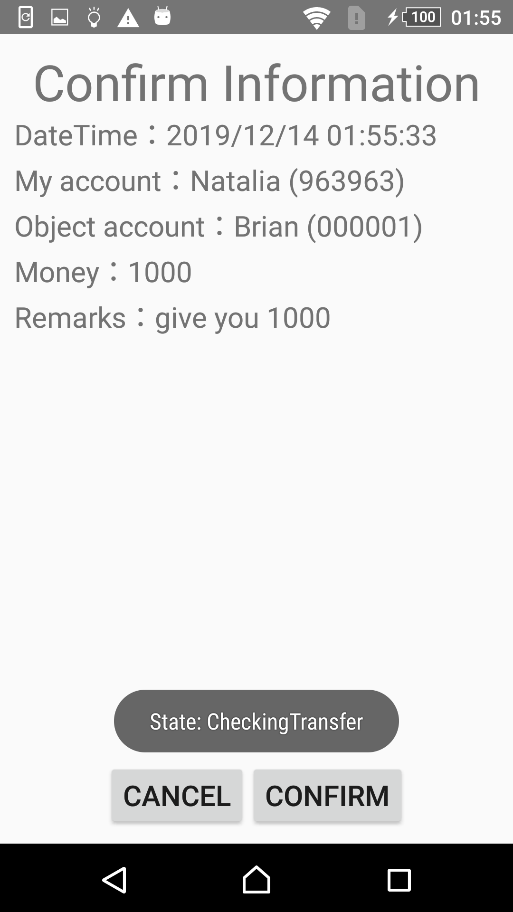 100 01:55
Confirm Information
DateTime：2019/12/14 01:55:33
My account：Natalia (963963)
Object account：Brian (000001)
Money：1000
Remarks：give you 1000
State: CheckingTransfer
CANCEL CONFIRM